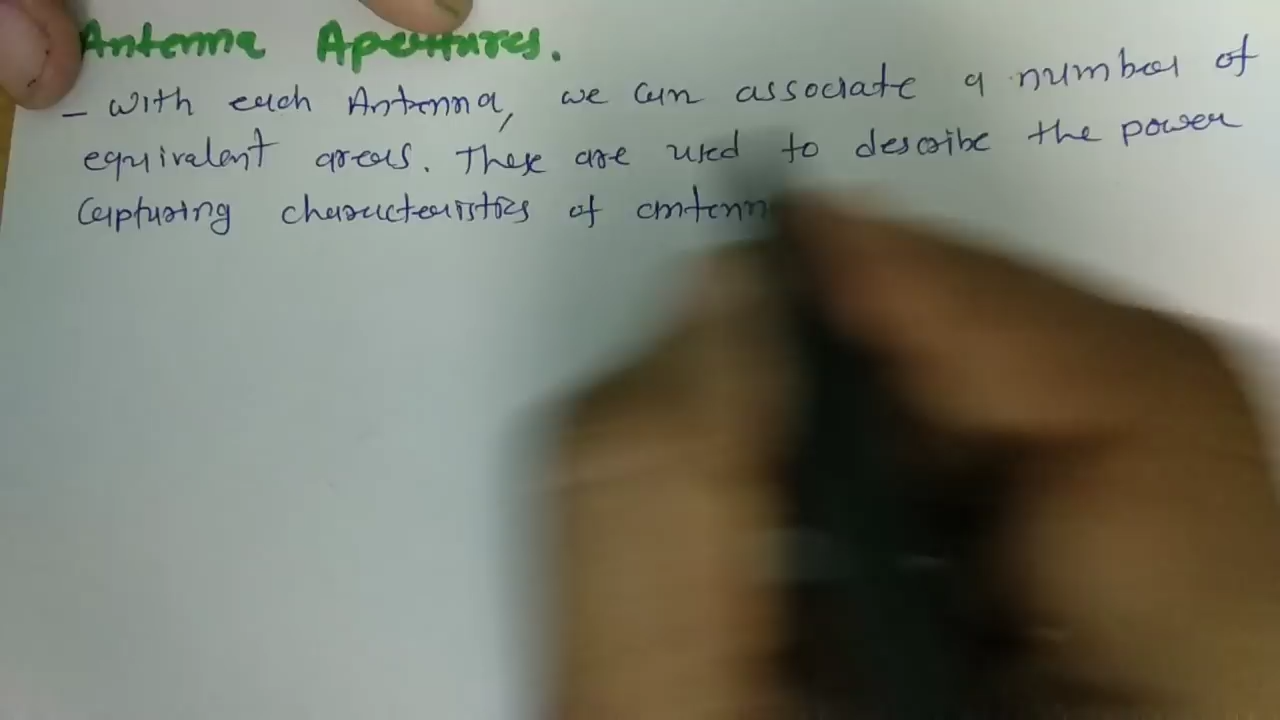 Antenna Apertures.
- With each Antenna, we can associate a number of
equivalent areas. These are used to describe the power
Capturing characteristics of antenn